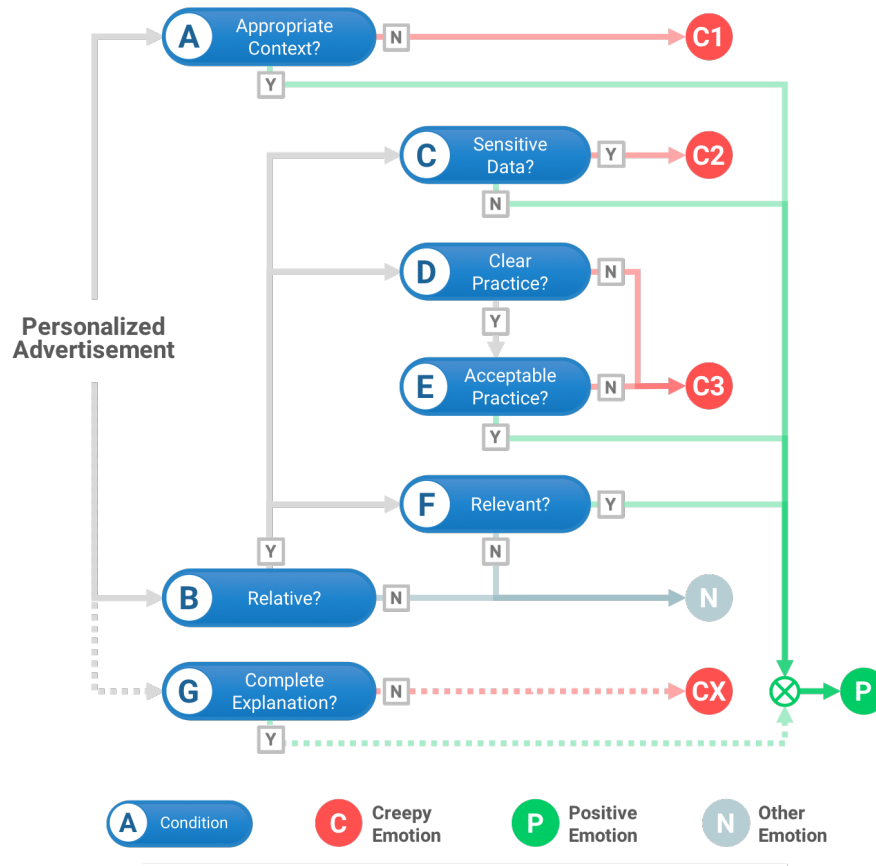 A
Appropriate
Context?
N
C1
Y
C
Sensitive
Data?
Y
C2
N
D
Clear
Practice?
N
Y
Personalized
Advertisement
E
Acceptable
Practice?
N
C3
Y
F
Relevant?
Y
N
Y
B
Relative?
N
N
G
Complete
Explanation?
N
CX
P
Y
A
Condition
C
Creepy
Emotion
P
Positive
Emotion
N
Other
Emotion